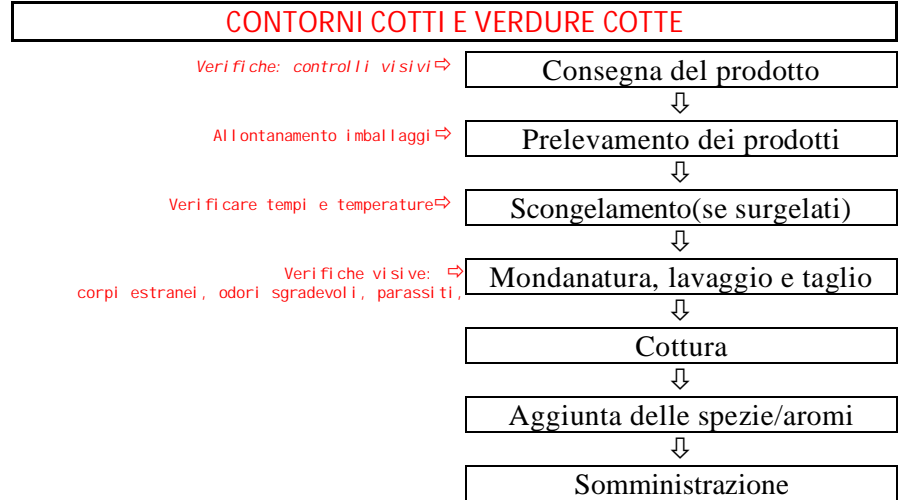 CONTORNI COTTI E VERDURE COTTE
Verifiche: controlli visivi⇨
Consegna del prodotto
⇩
Allontanamento imballaggi⇨
Prelevamento dei prodotti
⇩
Verificare tempi e temperature⇨
Scongelamento(se surgelati)
⇩
Verifiche visive: ⇨
corpi estranei, odori sgradevoli, parassiti,
Mondanatura, lavaggio e taglio
⇩
Cottura
⇩
Aggiunta delle spezie/aromi
⇩
Somministrazione